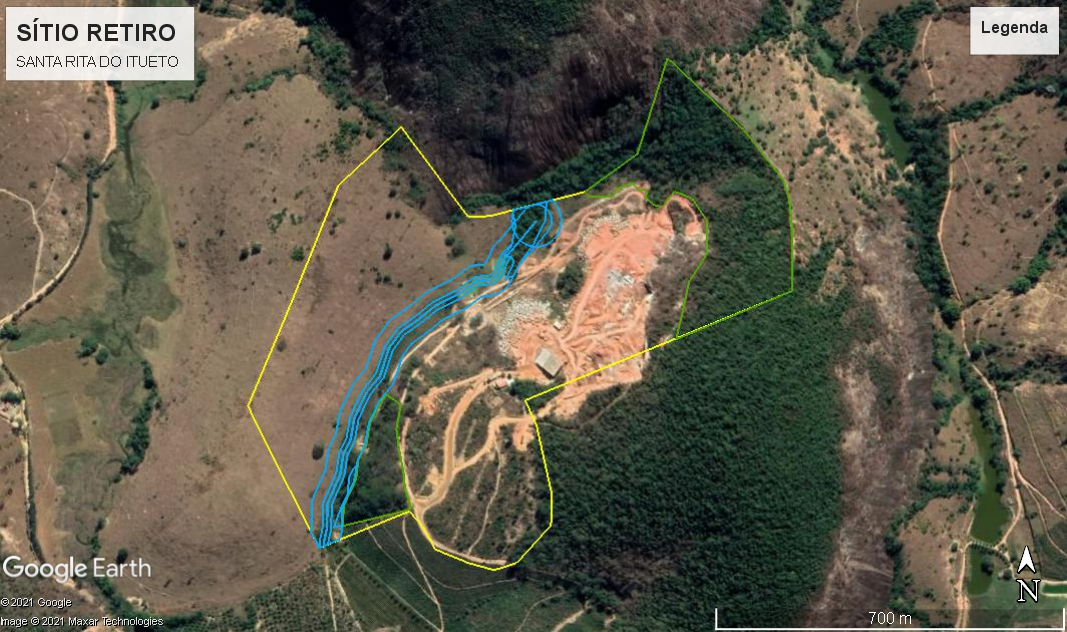 SÍTIO RETIRO
SANTA RITA DO ITUETO
Legenda
Google Earth
©2021 Google
Image © 2021 Maxar Technologies
N
700 m